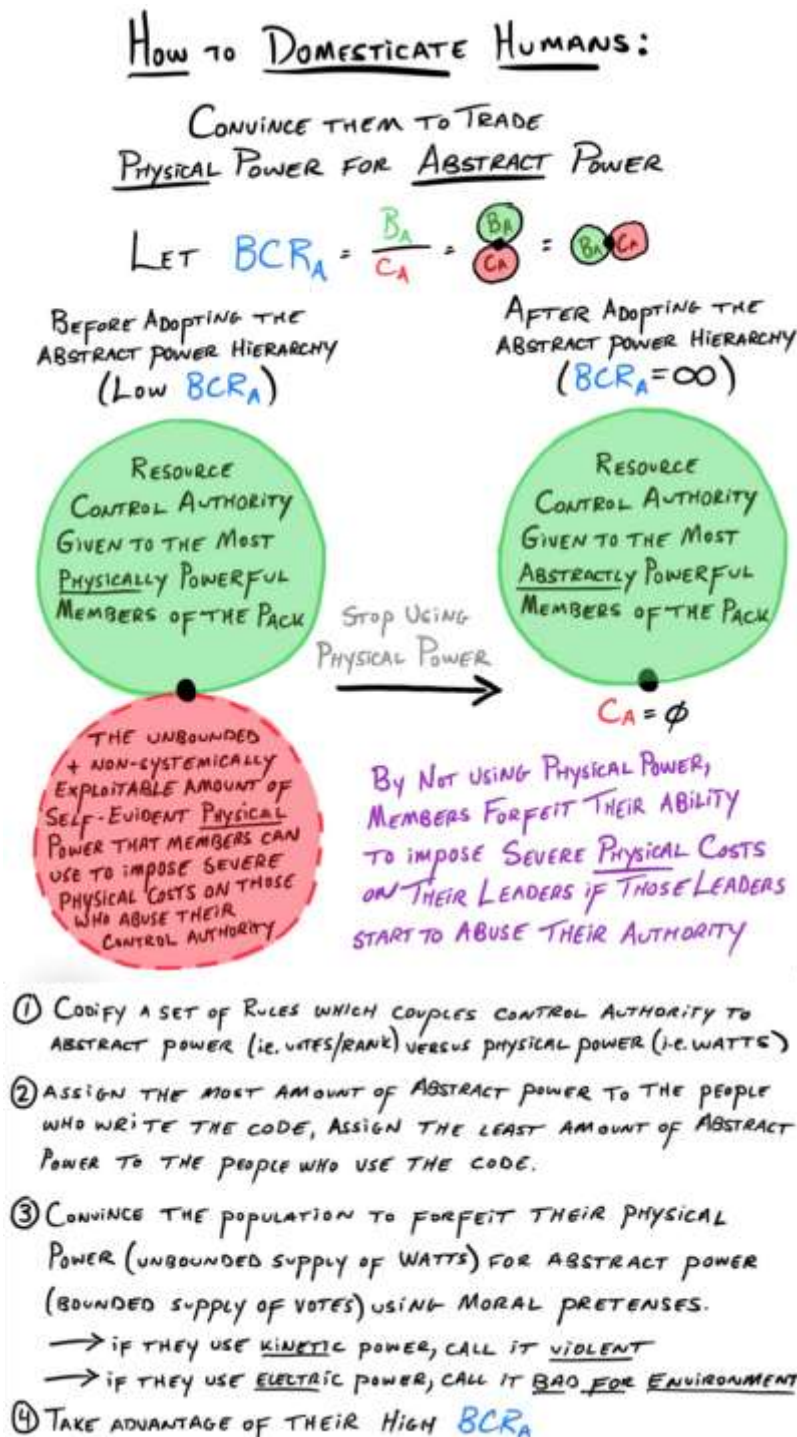 HOW TO DOMESTICATE HUMANS:
CONVINCE THEM TO TRADE
PHYSICAL POWER FOR ABSTRACT POWER
LET BCRA = BA / CA = BA CA = BA CA
BEFORE ADOPTING THE
ABSTRACT POWER HIERARCHY
(LOW BCRA)
AFTER ADOPTING THE
ABSTRACT POWER HIERARCHY
(BCRA = ∞)
RESOURCE
CONTROL AUTHORITY
GIVEN TO THE MOST
PHYSICALLY POWERFUL
MEMBERS OF THE PACK
STOP USING
PHYSICAL POWER
RESOURCE
CONTROL AUTHORITY
GIVEN TO THE MOST
ABSTRACTLY POWERFUL
MEMBERS OF THE PACK
CA = ∅
THE UNBOUNDED
+ NON-SYSTEMICALLY
EXPLOITABLE AMOUNT OF
SELF-EVIDENT PHYSICAL
POWER THAT MEMBERS CAN
USE TO IMPOSE SEVERE
PHYSICAL COSTS ON THOSE
WHO ABUSE THEIR
CONTROL AUTHORITY
BY NOT USING PHYSICAL POWER,
MEMBERS FORFEIT THEIR ABILITY
TO IMPOSE SEVERE PHYSICAL COSTS
ON THEIR LEADERS IF THOSE LEADERS
START TO ABUSE THEIR AUTHORITY
① CODIFY A SET OF RULES WHICH COUPLES CONTROL AUTHORITY TO
ABSTRACT POWER (i.e. VOTES/RANK) VERSUS PHYSICAL POWER (i.e. WATTS)
② ASSIGN THE MOST AMOUNT OF ABSTRACT POWER TO THE PEOPLE
WHO WRITE THE CODE, ASSIGN THE LEAST AMOUNT OF ABSTRACT
POWER TO THE PEOPLE WHO USE THE CODE.
③ CONVINCE THE POPULATION TO FORFEIT THEIR PHYSICAL
POWER (UNBOUNDED SUPPLY OF WATTS) FOR ABSTRACT POWER
(BOUNDED SUPPLY OF VOTES) USING MORAL PRETENSES.
→ IF THEY USE KINETIC POWER, CALL IT VIOLENT
→ IF THEY USE ELECTRIC POWER, CALL IT BAD FOR ENVIRONMENT
④ TAKE ADVANTAGE OF THEIR HIGH BCRA